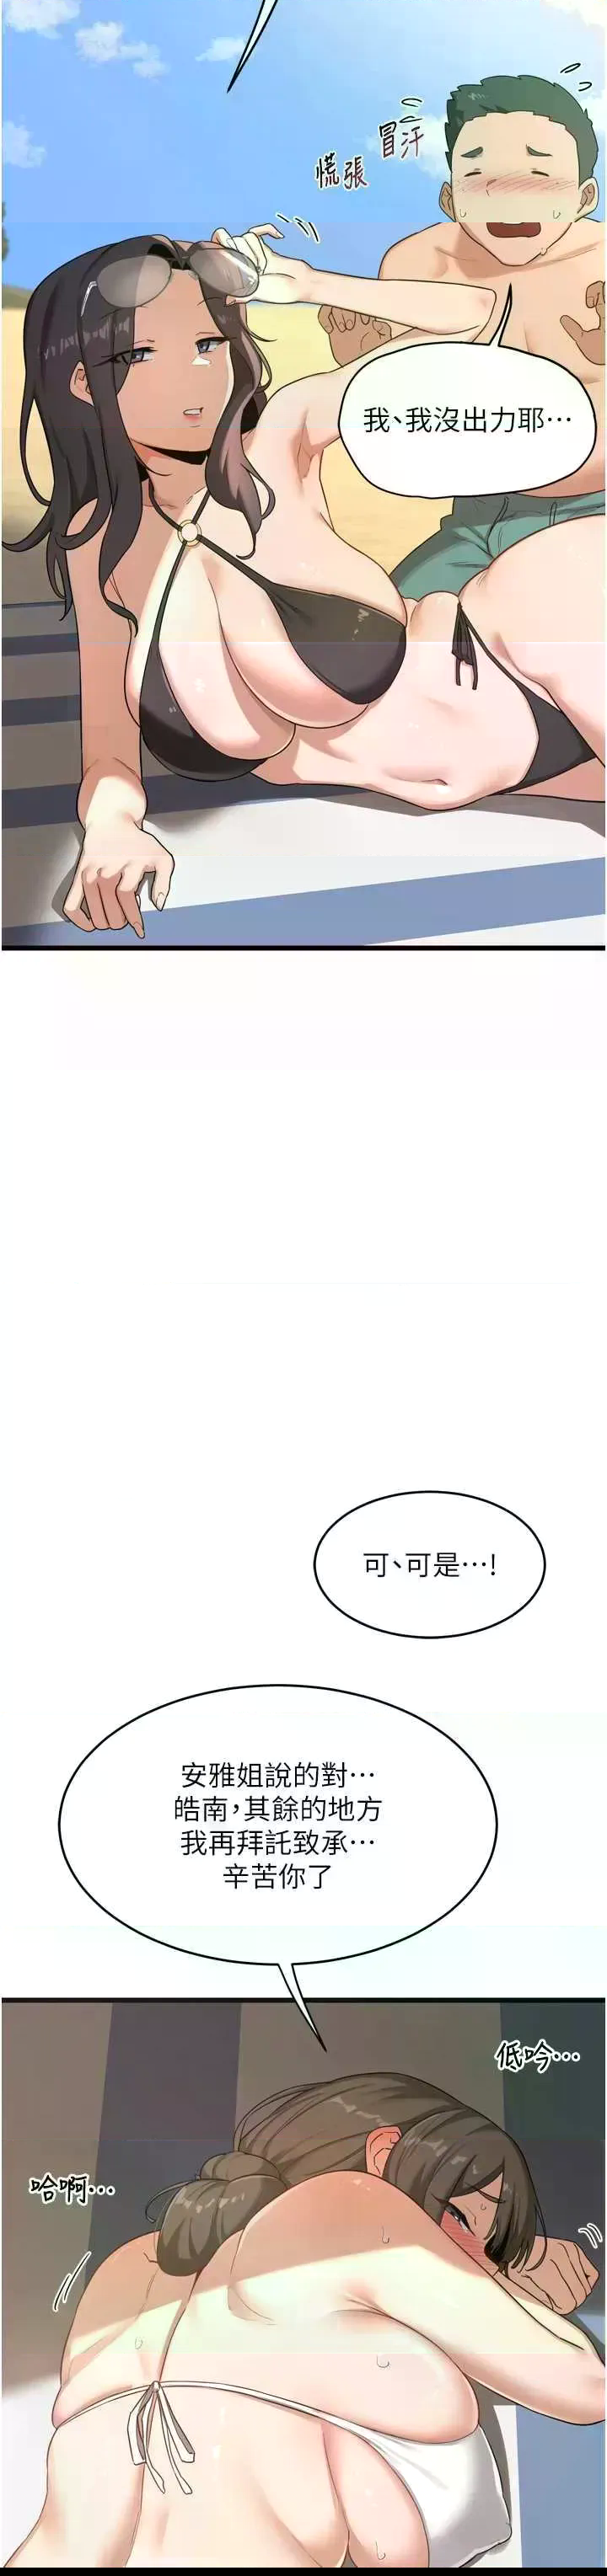 冒汗
慌張
我、我沒出力耶…
可、可是…!
安雅姐說的對…
皓南,其餘的地方
我再拜託致承…
辛苦你了
低吟…
哈啊…